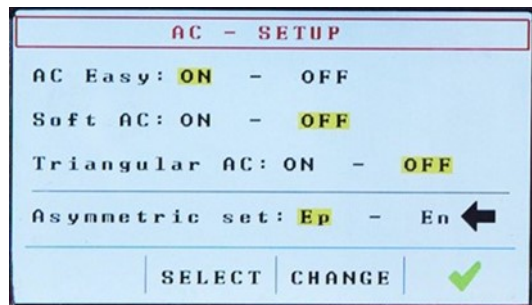 AC - SETUP
AC Easy: ON - OFF
Soft AC: ON - OFF
Triangular AC: ON - OFF
Asymmetric set: Ep - En
SELECT CHANGE